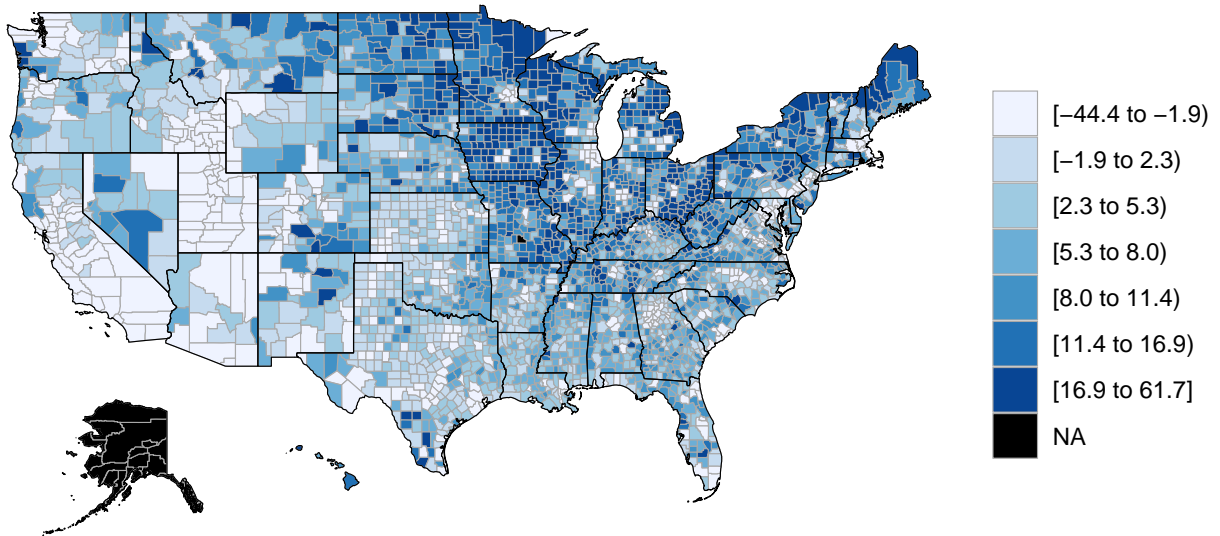 [−44.4 to −1.9)
[−1.9 to 2.3)
[2.3 to 5.3)
[5.3 to 8.0)
[8.0 to 11.4)
[11.4 to 16.9)
[16.9 to 61.7]
NA